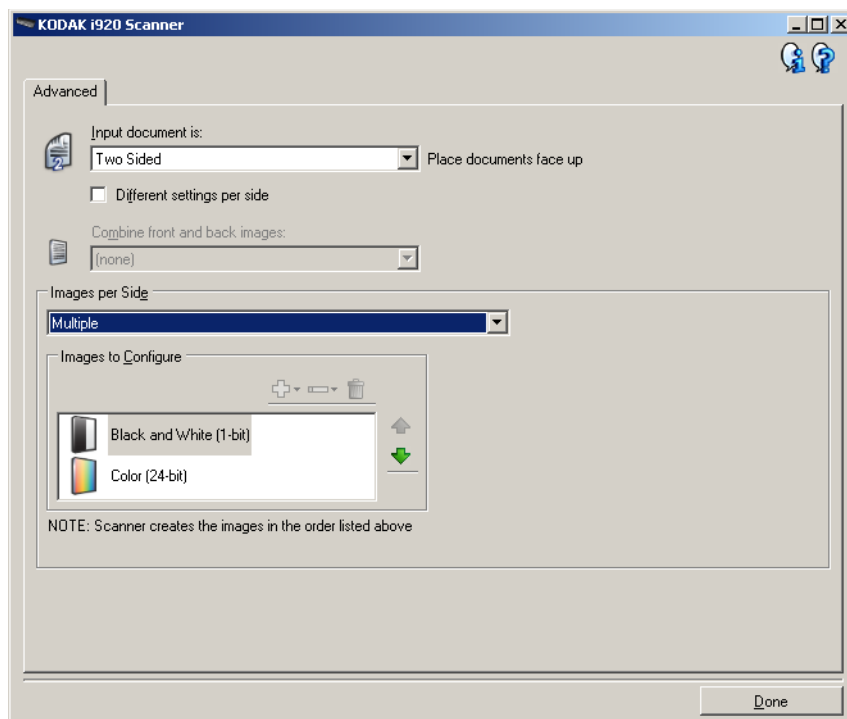 KODAK i920 Scanner
Advanced
Input document is:
Two Sided
Place documents face up
Different settings per side
Combine front and back images:
(none)
Images per Side
Multiple
Images to Configure
Black and White (1-bit)
Color (24-bit)
NOTE: Scanner creates the images in the order listed above
Done